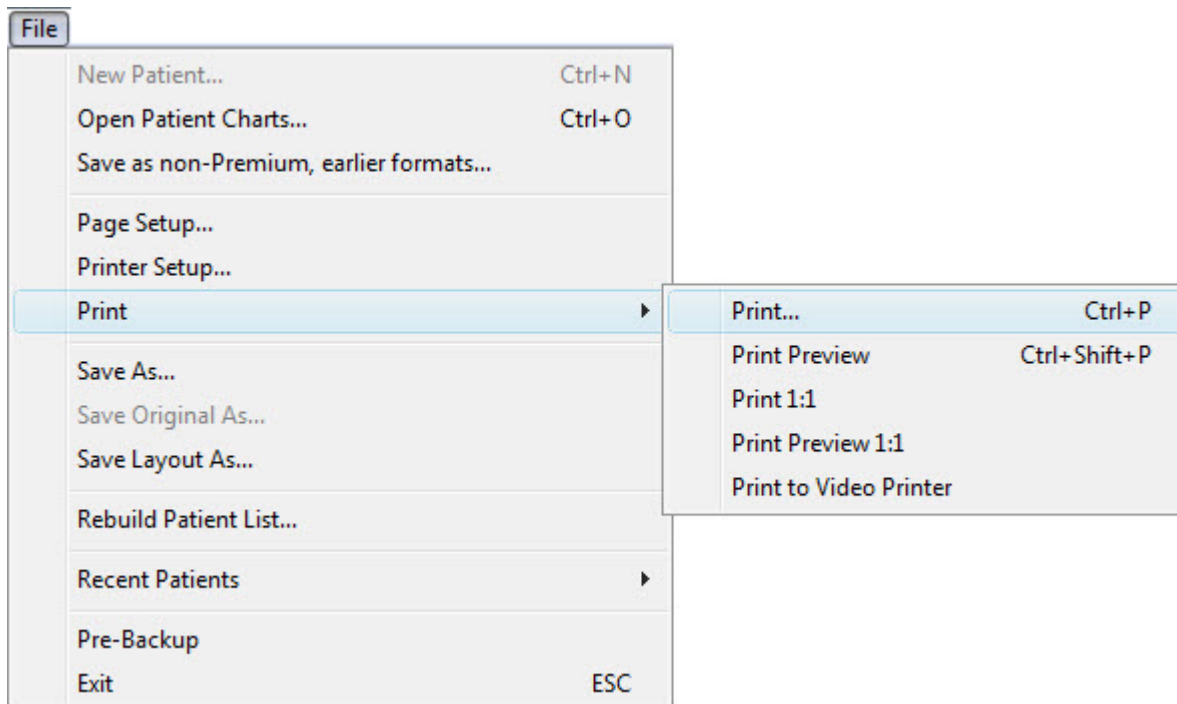 File
New Patient... Ctrl+N
Open Patient Charts... Ctrl+O
Save as non-Premium, earlier formats...
Page Setup...
Printer Setup...
Print
Print... Ctrl+P
Print Preview Ctrl+Shift+P
Print 1:1
Print Preview 1:1
Print to Video Printer
Save As...
Save Original As...
Save Layout As...
Rebuild Patient List...
Recent Patients
Pre-Backup
Exit ESC